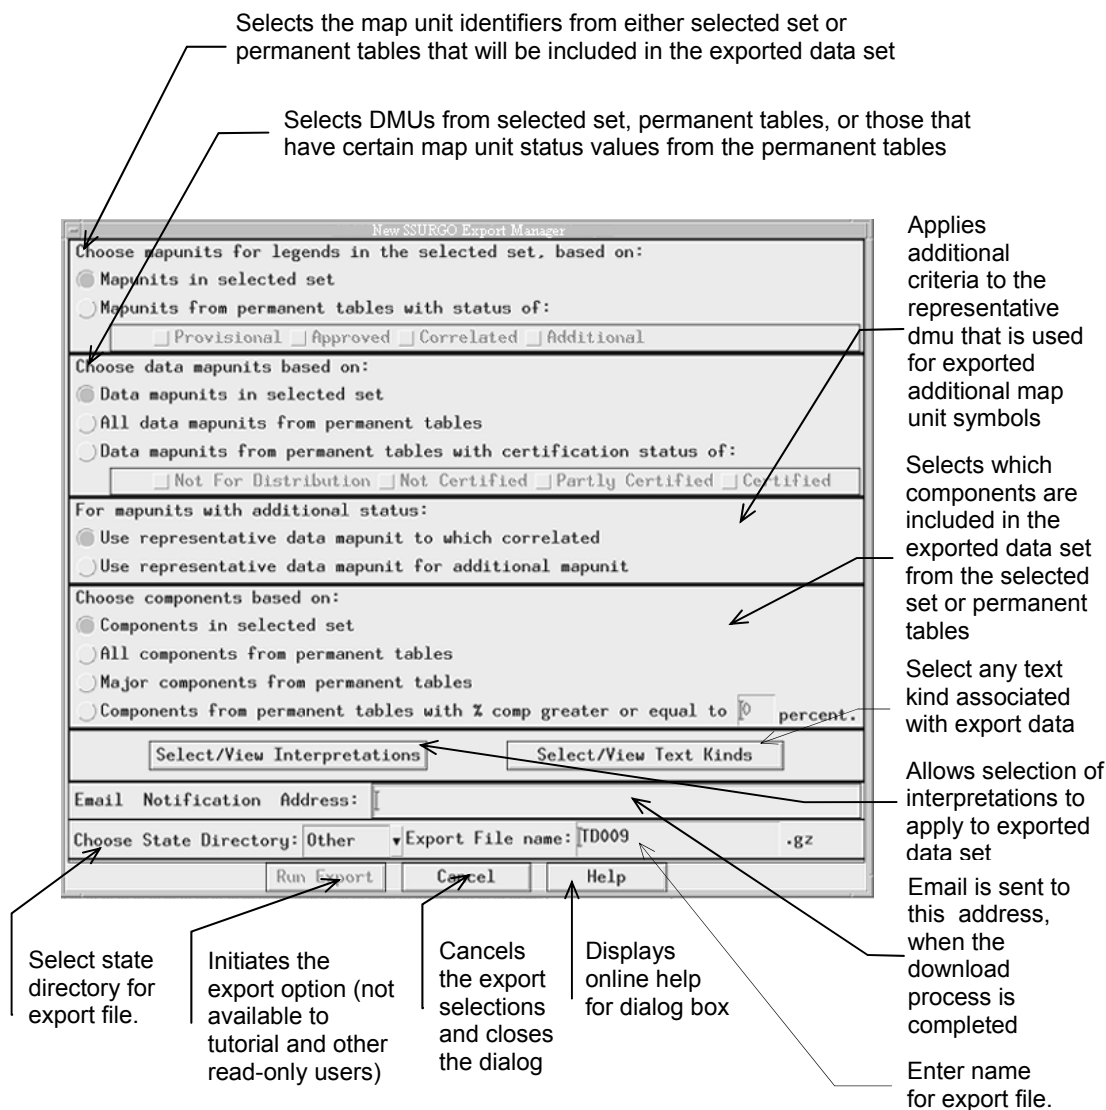 Selects the map unit identifiers from either selected set or
permanent tables that will be included in the exported data set
Selects DMUs from selected set, permanent tables, or those that
have certain map unit status values from the permanent tables
New SSURGO Export Manager
Choose mapunits for legends in the selected set, based on:
Mapunits in selected set
Mapunits from permanent tables with status of:
Provisional Approved Correlated Additional
Choose data mapunits based on:
Data mapunits in selected set
All data mapunits from permanent tables
Data mapunits from permanent tables with certification status of:
Not For Distribution Not Certified Partly Certified Certified
For mapunits with additional status:
Use representative data mapunit to which correlated
Use representative data mapunit for additional mapunit
Choose components based on:
Components in selected set
All components from permanent tables
Major components from permanent tables
Components from permanent tables with % comp greater or equal to 0 percent.
Select/View Interpretations Select/View Text Kinds
Email Notification Address:
Choose State Directory: Other Export File name: TD009 .gz
Run Export Cancel Help
Applies
additional
criteria to the
representative
dmu that is used
for exported
additional map
unit symbols
Selects which
components are
included in the
exported data set
from the selected
set or permanent
tables
Select any text
kind associated
with export data
Allows selection of
interpretations to
apply to exported
data set
Email is sent to
this address,
when the
download
process is
completed
Enter name
for export file.
Select state
directory for
export file.
Initiates the
export option (not
available to
tutorial and other
read-only users)
Cancels
the export
selections
and closes
the dialog
Displays
online help
for dialog box